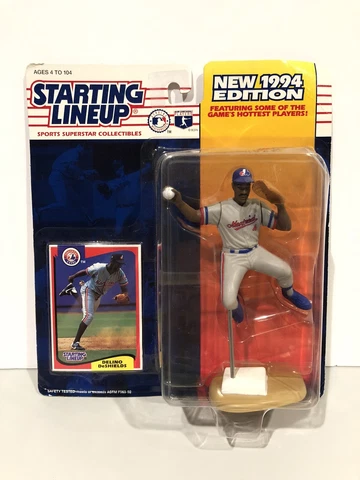 AGES 4 TO 104
STARTING
LINEUP
SPORTS SUPERSTAR COLLECTIBLES
NEW 1994
EDITION
FEATURING SOME OF THE
GAME'S HOTTEST PLAYERS!
STARTING
LINEUP
DELINO
DeSHIELDS